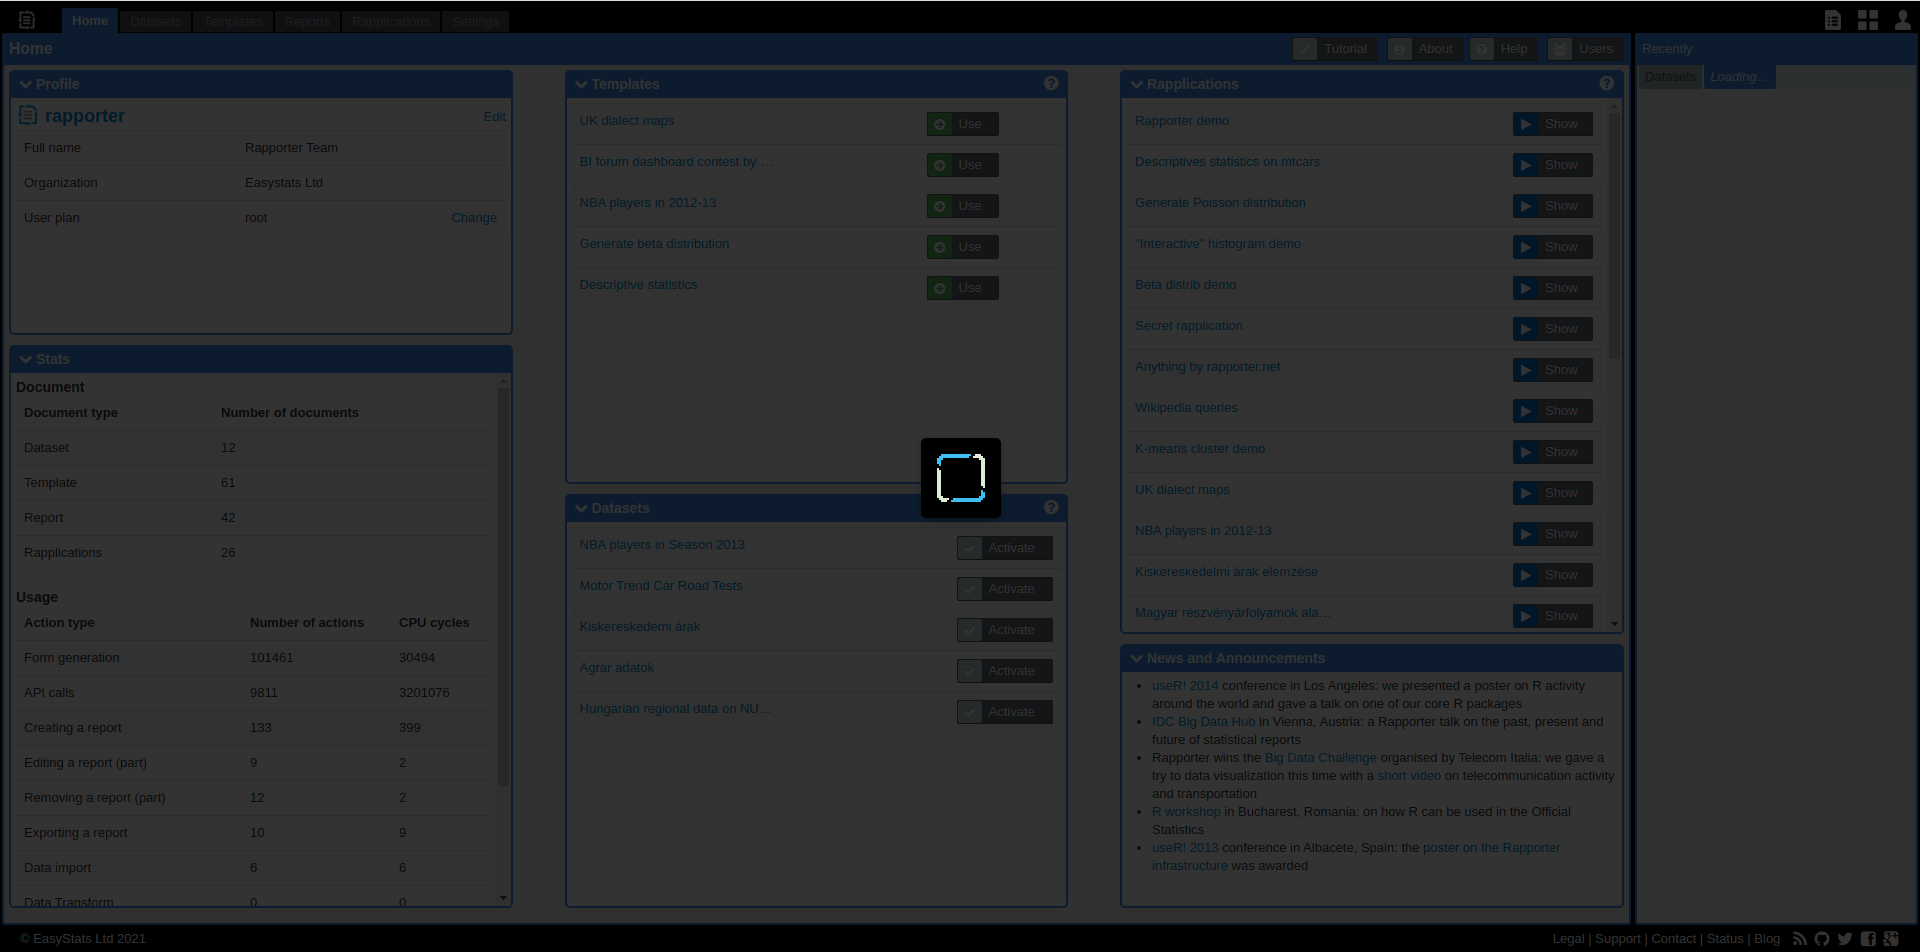 Home Datasets Templates Reports Rapplications Settings
Home
Tutorial About Help Users
Recently
Datasets Loading…
Profile
rapporter Edit
Full name Rapporter Team
Organization Easystats Ltd
User plan root Change
Stats
Document
Document type Number of documents
Dataset 12
Template 61
Report 42
Rapplications 26
Usage
Action type Number of actions CPU cycles
Form generation 101461 30494
API calls 9811 3201076
Creating a report 133 399
Editing a report (part) 9 2
Removing a report (part) 12 2
Exporting a report 10 9
Data import 6 6
Data Transform 0 0
Templates ?
UK dialect maps Use
BI forum dashboard contest by … Use
NBA players in 2012-13 Use
Generate beta distribution Use
Descriptive statistics Use
Datasets ?
NBA players in Season 2013 Activate
Motor Trend Car Road Tests Activate
Kiskereskedemi árak Activate
Agrar adatok Activate
Hungarian regional data on NU… Activate
Rapplications ?
Rapporter demo Show
Descriptives statistics on mtcars Show
Generate Poisson distribution Show
"Interactive" histogram demo Show
Beta distrib demo Show
Secret rapplication Show
Anything by rapporter.net Show
Wikipedia queries Show
K-means cluster demo Show
UK dialect maps Show
NBA players in 2012-13 Show
Kiskereskedelmi árak elemzése Show
Magyar részvényárfolyamok ala… Show
News and Announcements
• useR! 2014 conference in Los Angeles: we presented a poster on R activity
around the world and gave a talk on one of our core R packages
• IDC Big Data Hub in Vienna, Austria: a Rapporter talk on the past, present and
future of statistical reports
• Rapporter wins the Big Data Challenge organised by Telecom Italia: we gave a
try to data visualization this time with a short video on telecommunication activity
and transportation
• R workshop in Bucharest, Romania: on how R can be used in the Official
Statistics
• useR! 2013 conference in Albacete, Spain: the poster on the Rapporter
infrastructure was awarded
© EasyStats Ltd 2021
Legal | Support | Contact | Status | Blog